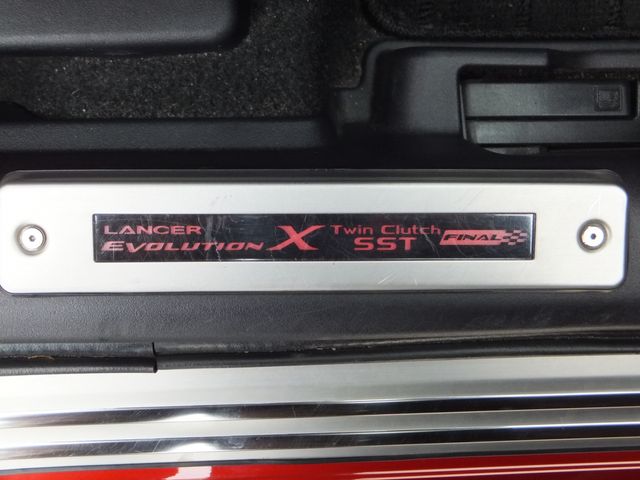 LANCER
EVOLUTION X
Twin Clutch
SST
FINAL